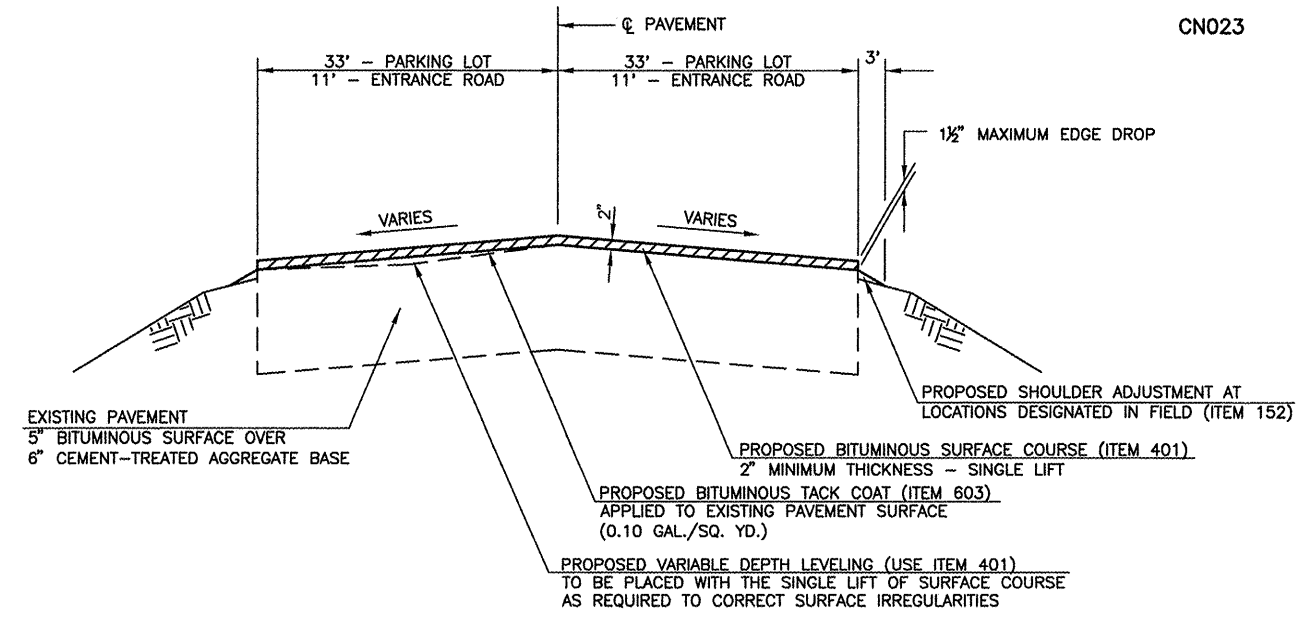 ℄ PAVEMENT
CN023
33' - PARKING LOT
11' - ENTRANCE ROAD
33' - PARKING LOT
11' - ENTRANCE ROAD
3'
1½" MAXIMUM EDGE DROP
VARIES
2"
VARIES
EXISTING PAVEMENT
5" BITUMINOUS SURFACE OVER
6" CEMENT-TREATED AGGREGATE BASE
PROPOSED SHOULDER ADJUSTMENT AT
LOCATIONS DESIGNATED IN FIELD (ITEM 152)
PROPOSED BITUMINOUS SURFACE COURSE (ITEM 401)
2" MINIMUM THICKNESS - SINGLE LIFT
PROPOSED BITUMINOUS TACK COAT (ITEM 603)
APPLIED TO EXISTING PAVEMENT SURFACE
(0.10 GAL./SQ. YD.)
PROPOSED VARIABLE DEPTH LEVELING (USE ITEM 401)
TO BE PLACED WITH THE SINGLE LIFT OF SURFACE COURSE
AS REQUIRED TO CORRECT SURFACE IRREGULARITIES